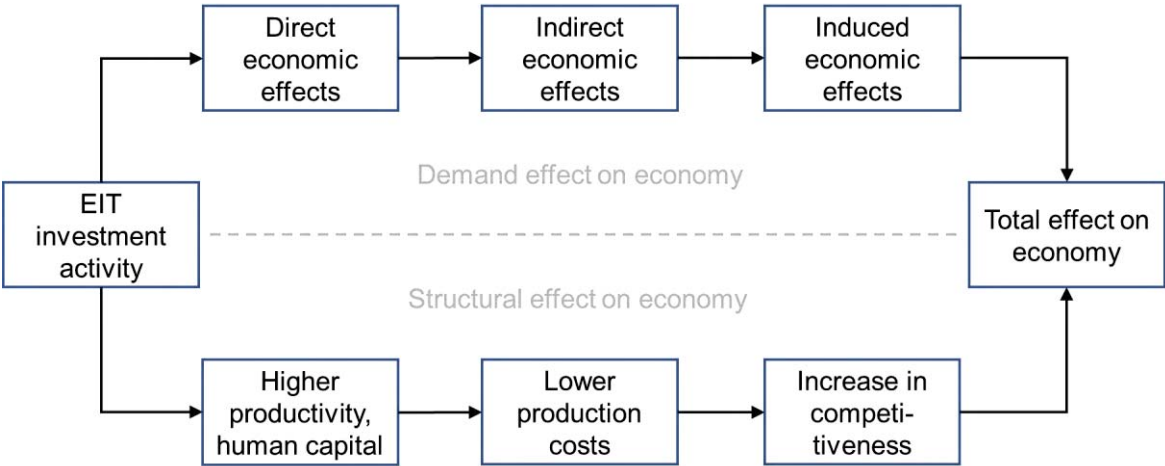 Direct
economic
effects
Indirect
economic
effects
Induced
economic
effects
Demand effect on economy
EIT
investment
activity
Total effect on
economy
Structural effect on economy
Higher
productivity,
human capital
Lower
production
costs
Increase in
competi-
tiveness